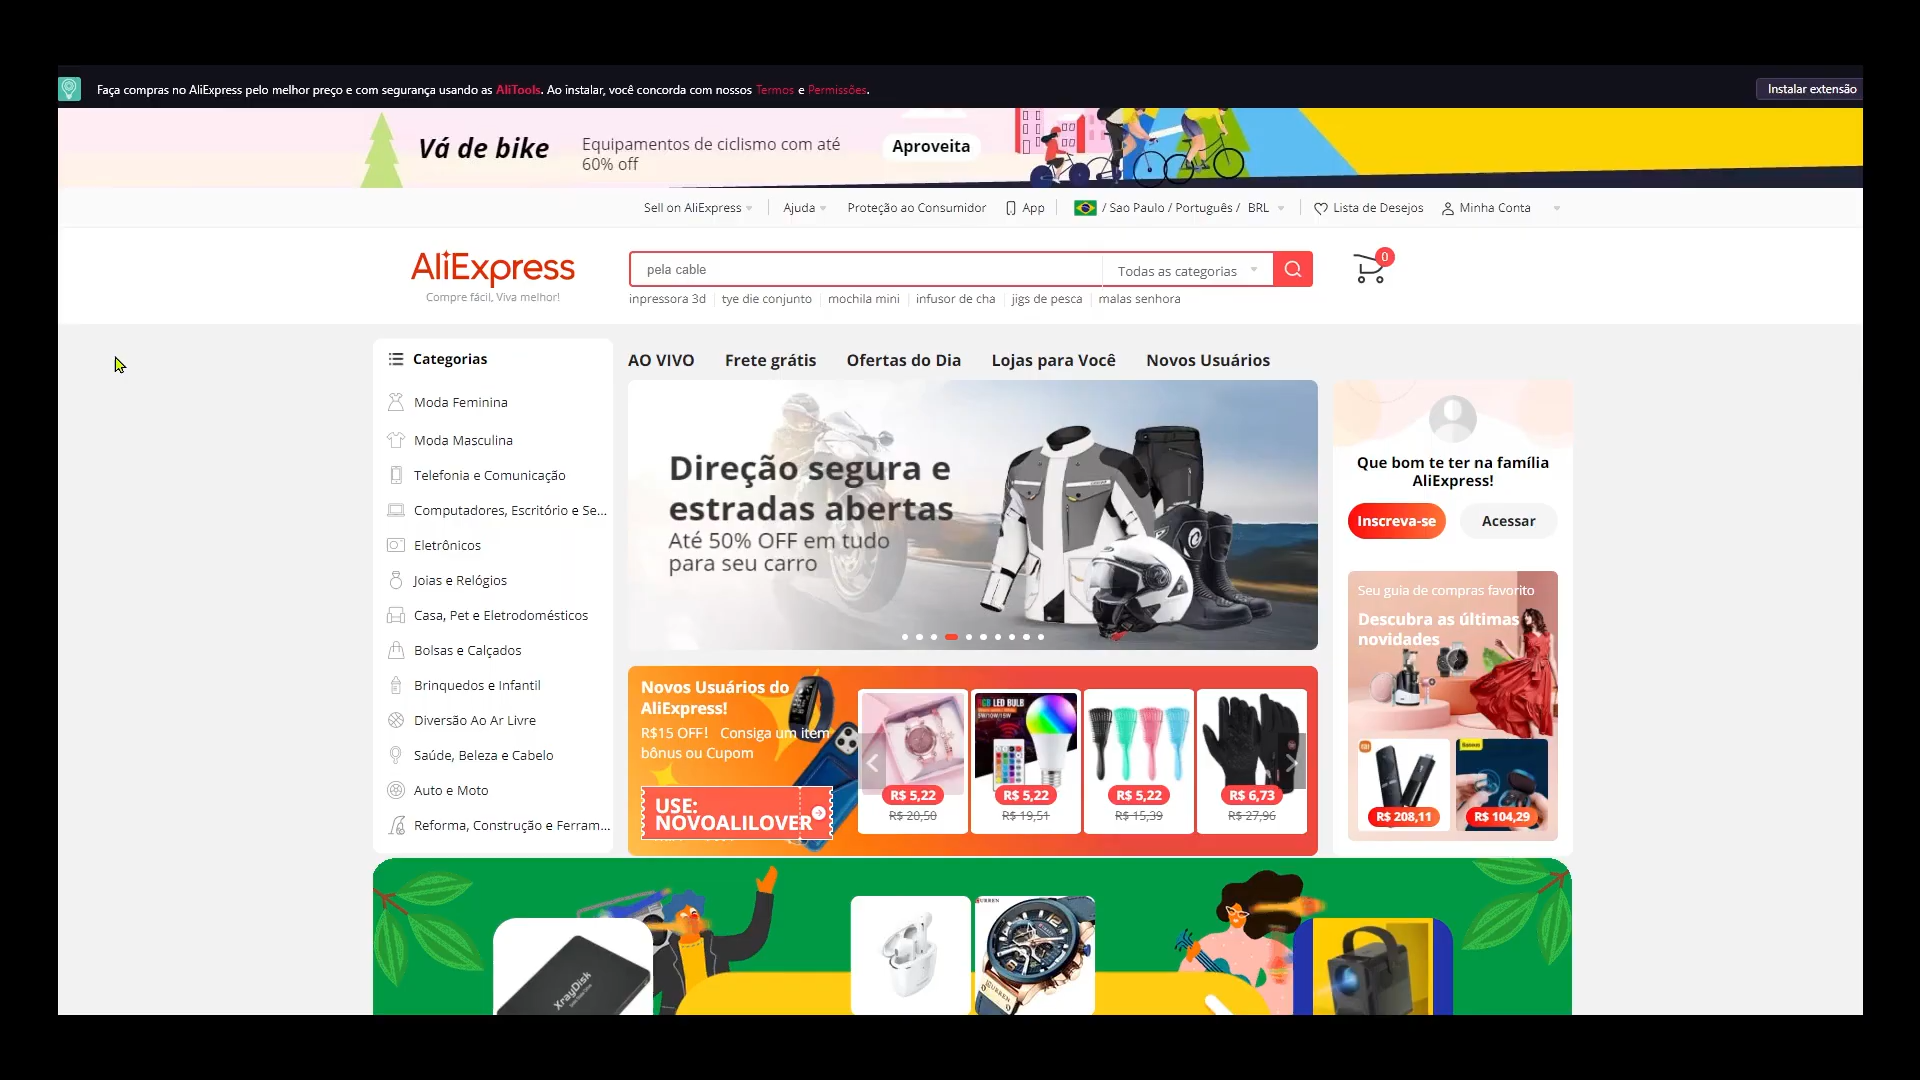 Faça compras no AliExpress pelo melhor preço e com segurança usando as AliTools. Ao instalar, você concorda com nossos Termos e Permissões.
Instalar extensão
Vá de bike
Equipamentos de ciclismo com até
60% off
Aproveita
Sell on AliExpress
Ajuda
Proteção ao Consumidor
App
/ Sao Paulo / Português / BRL
Lista de Desejos
Minha Conta
AliExpress
Compre fácil, Viva melhor!
pela cable
Todas as categorias
0
inpressora 3d
tye die conjunto
mochila mini
infusor de cha
jigs de pesca
malas senhora
Categorias
Moda Feminina
Moda Masculina
Telefonia e Comunicação
Computadores, Escritório e Se...
Eletrônicos
Joias e Relógios
Casa, Pet e Eletrodomésticos
Bolsas e Calçados
Brinquedos e Infantil
Diversão Ao Ar Livre
Saúde, Beleza e Cabelo
Auto e Moto
Reforma, Construção e Ferram...
AO VIVO
Frete grátis
Ofertas do Dia
Lojas para Você
Novos Usuários
Direção segura e
estradas abertas
Até 50% OFF em tudo
para seu carro
Que bom te ter na família
AliExpress!
Inscreva-se
Acessar
Seu guia de compras favorito
Descubra as últimas
novidades
R$ 208,11
R$ 104,29
Novos Usuários do
AliExpress!
R$15 OFF! Consiga um item
bônus ou Cupom
USE:
NOVOALILOVER
R$ 5,22
R$ 20,50
LED BULB
R$ 5,22
R$ 19,51
R$ 5,22
R$ 15,39
R$ 6,73
R$ 27,96
XrayDisk
CURREN